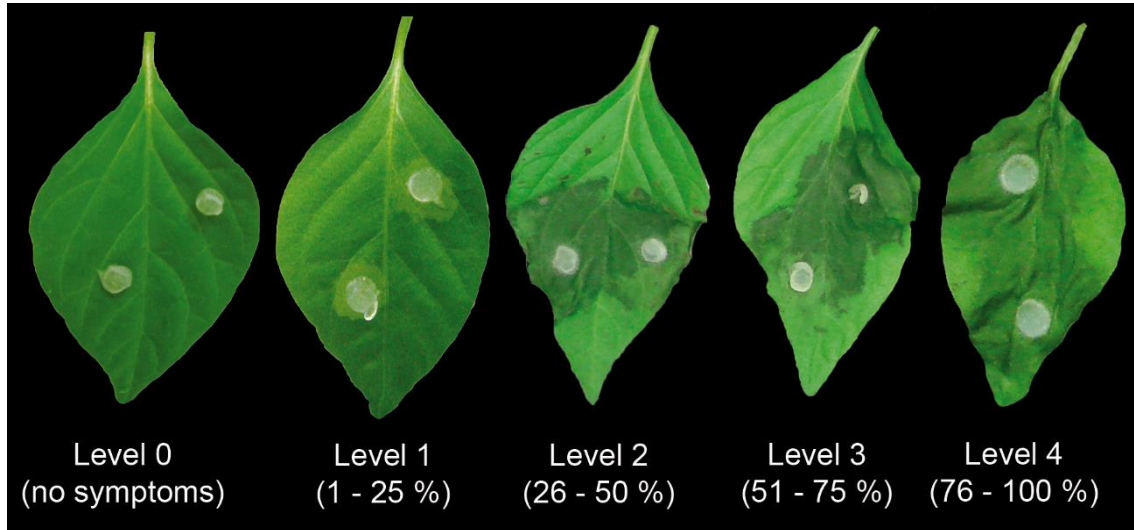 Level 0
(no symptoms)
Level 1
(1 - 25 %)
Level 2
(26 - 50 %)
Level 3
(51 - 75 %)
Level 4
(76 - 100 %)